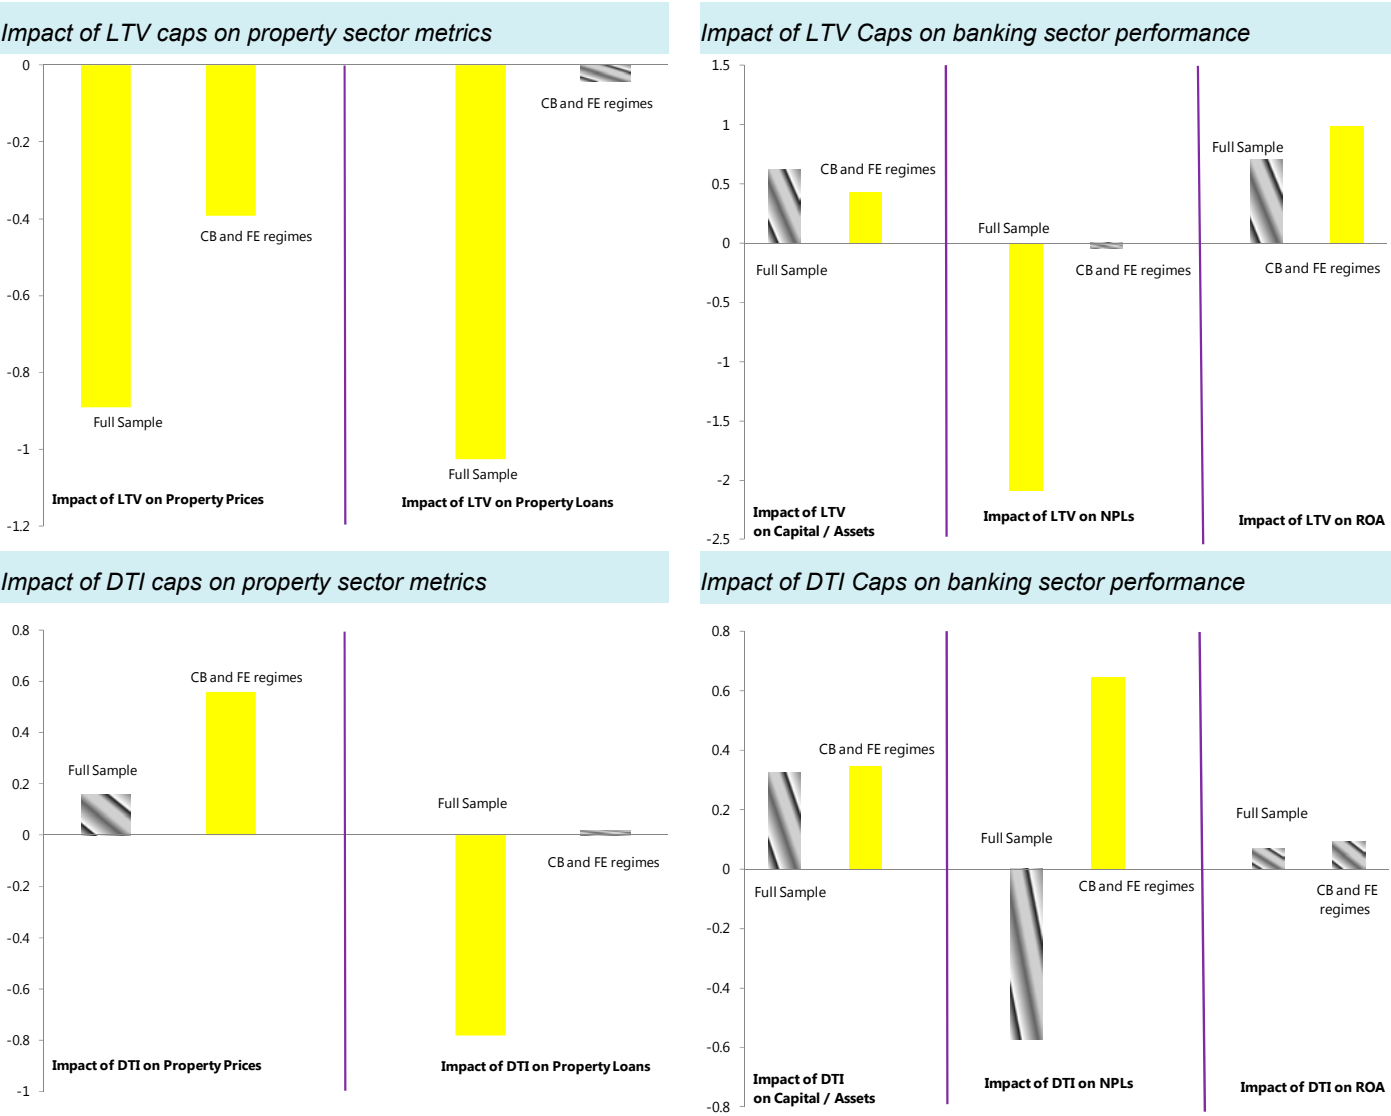 Impact of LTV caps on property sector metrics
0
-0.2
-0.4
-0.6
-0.8
-1
-1.2
CB and FE regimes
CB and FE regimes
Full Sample
Full Sample
Impact of LTV on Property Prices
Impact of LTV on Property Loans
Impact of LTV Caps on banking sector performance
1.5
1
0.5
0
-0.5
-1
-1.5
-2
-2.5
Full Sample
CB and FE regimes
Full Sample
Full Sample
CB and FE regimes
CB and FE regimes
Impact of LTV
on Capital / Assets
Impact of LTV on NPLs
Impact of LTV on ROA
Impact of DTI caps on property sector metrics
0.8
0.6
0.4
0.2
0
-0.2
-0.4
-0.6
-0.8
-1
CB and FE regimes
Full Sample
Full Sample
CB and FE regimes
Impact of DTI on Property Prices
Impact of DTI on Property Loans
Impact of DTI Caps on banking sector performance
0.8
0.6
0.4
0.2
0
-0.2
-0.4
-0.6
-0.8
CB and FE regimes
Full Sample
Full Sample
Full Sample
CB and FE regimes
CB and FE
regimes
Impact of DTI
on Capital / Assets
Impact of DTI on NPLs
Impact of DTI on ROA